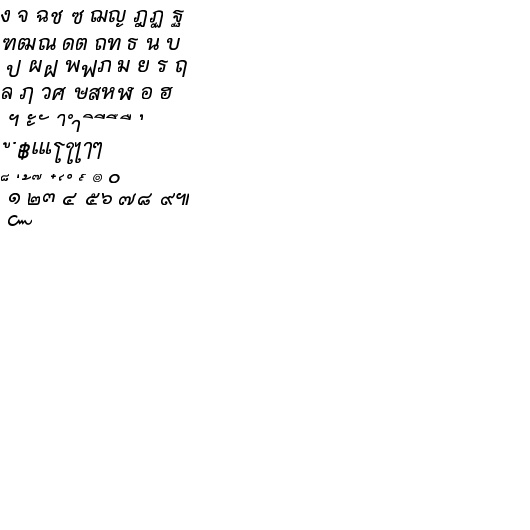 ง จ ฉ ช ซ ฌ ญ ฎ ฏ ฐ
ฑ ฒ ณ ด ต ถ ท ธ น บ
ป ผ ฝ พ ฟ ภ ม ย ร ฤ
ล ฦ ว ศ ษ ส ห ฬ อ ฮ
ฯ ะ ั า ำ ิ ี ึ ื ุ
ู ฺ ฿ เ แ โ ใ ไ ๅ ๆ
็ ่ ้ ๊ ๋ ์ ํ ๎ ๏ ๐
๑ ๒ ๓ ๔ ๕ ๖ ๗ ๘ ๙ ๚
๛